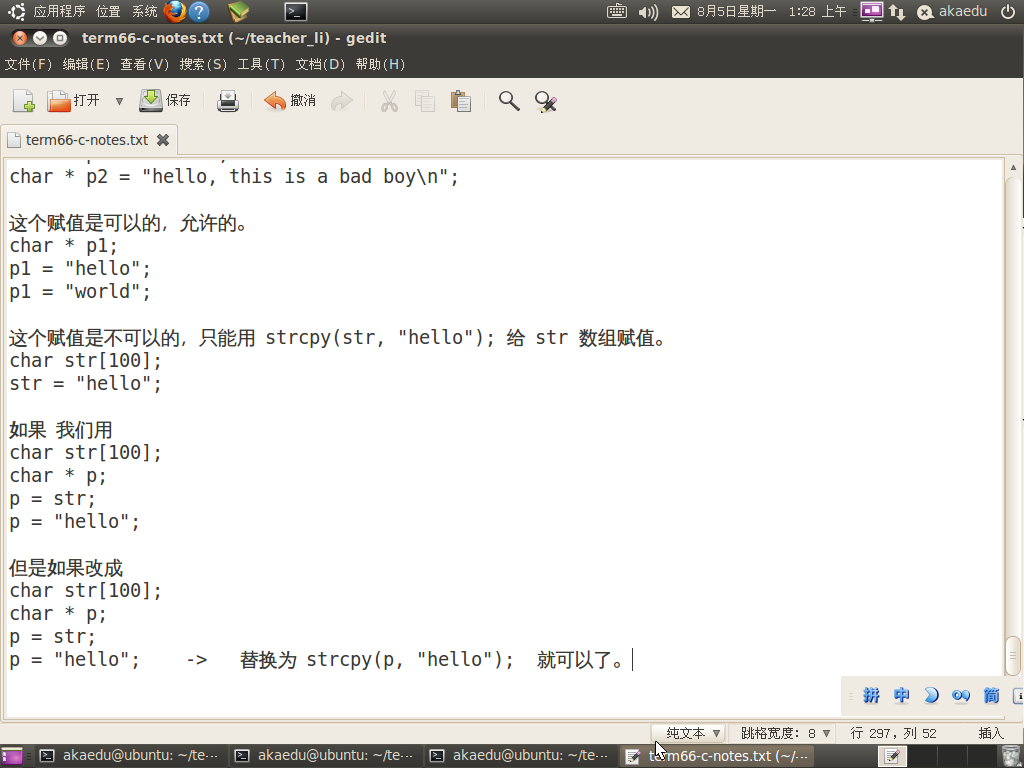 应用程序 位置 系统 8月5日星期一 1:28 上午 akaedu
term66-c-notes.txt (~/teacher_li) - gedit
文件(F) 编辑(E) 查看(V) 搜索(S) 工具(T) 文档(D) 帮助(H)
打开 保存 撤消
term66-c-notes.txt
char * p2 = "hello, this is a bad boy\n";
这个赋值是可以的，允许的。
char * p1;
p1 = "hello";
p1 = "world";
这个赋值是不可以的，只能用 strcpy(str, "hello"); 给 str 数组赋值。
char str[100];
str = "hello";
如果 我们用
char str[100];
char * p;
p = str;
p = "hello";
但是如果改成
char str[100];
char * p;
p = str;
p = "hello";    ->   替换为 strcpy(p, "hello");  就可以了。
拼 中 简
纯文本 跳格宽度: 8 行 297, 列 52 插入
akaedu@ubuntu: ~/te··· akaedu@ubuntu: ~/te··· akaedu@ubuntu: ~/te··· term66-c-notes.txt (~/···